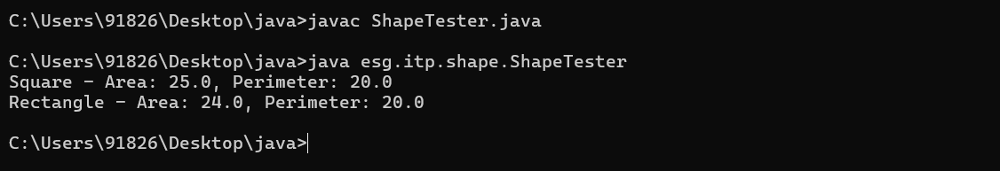 C:\Users\91826\Desktop\java>javac ShapeTester.java
C:\Users\91826\Desktop\java>java esg.itp.shape.ShapeTester
Square - Area: 25.0, Perimeter: 20.0
Rectangle - Area: 24.0, Perimeter: 20.0
C:\Users\91826\Desktop\java>